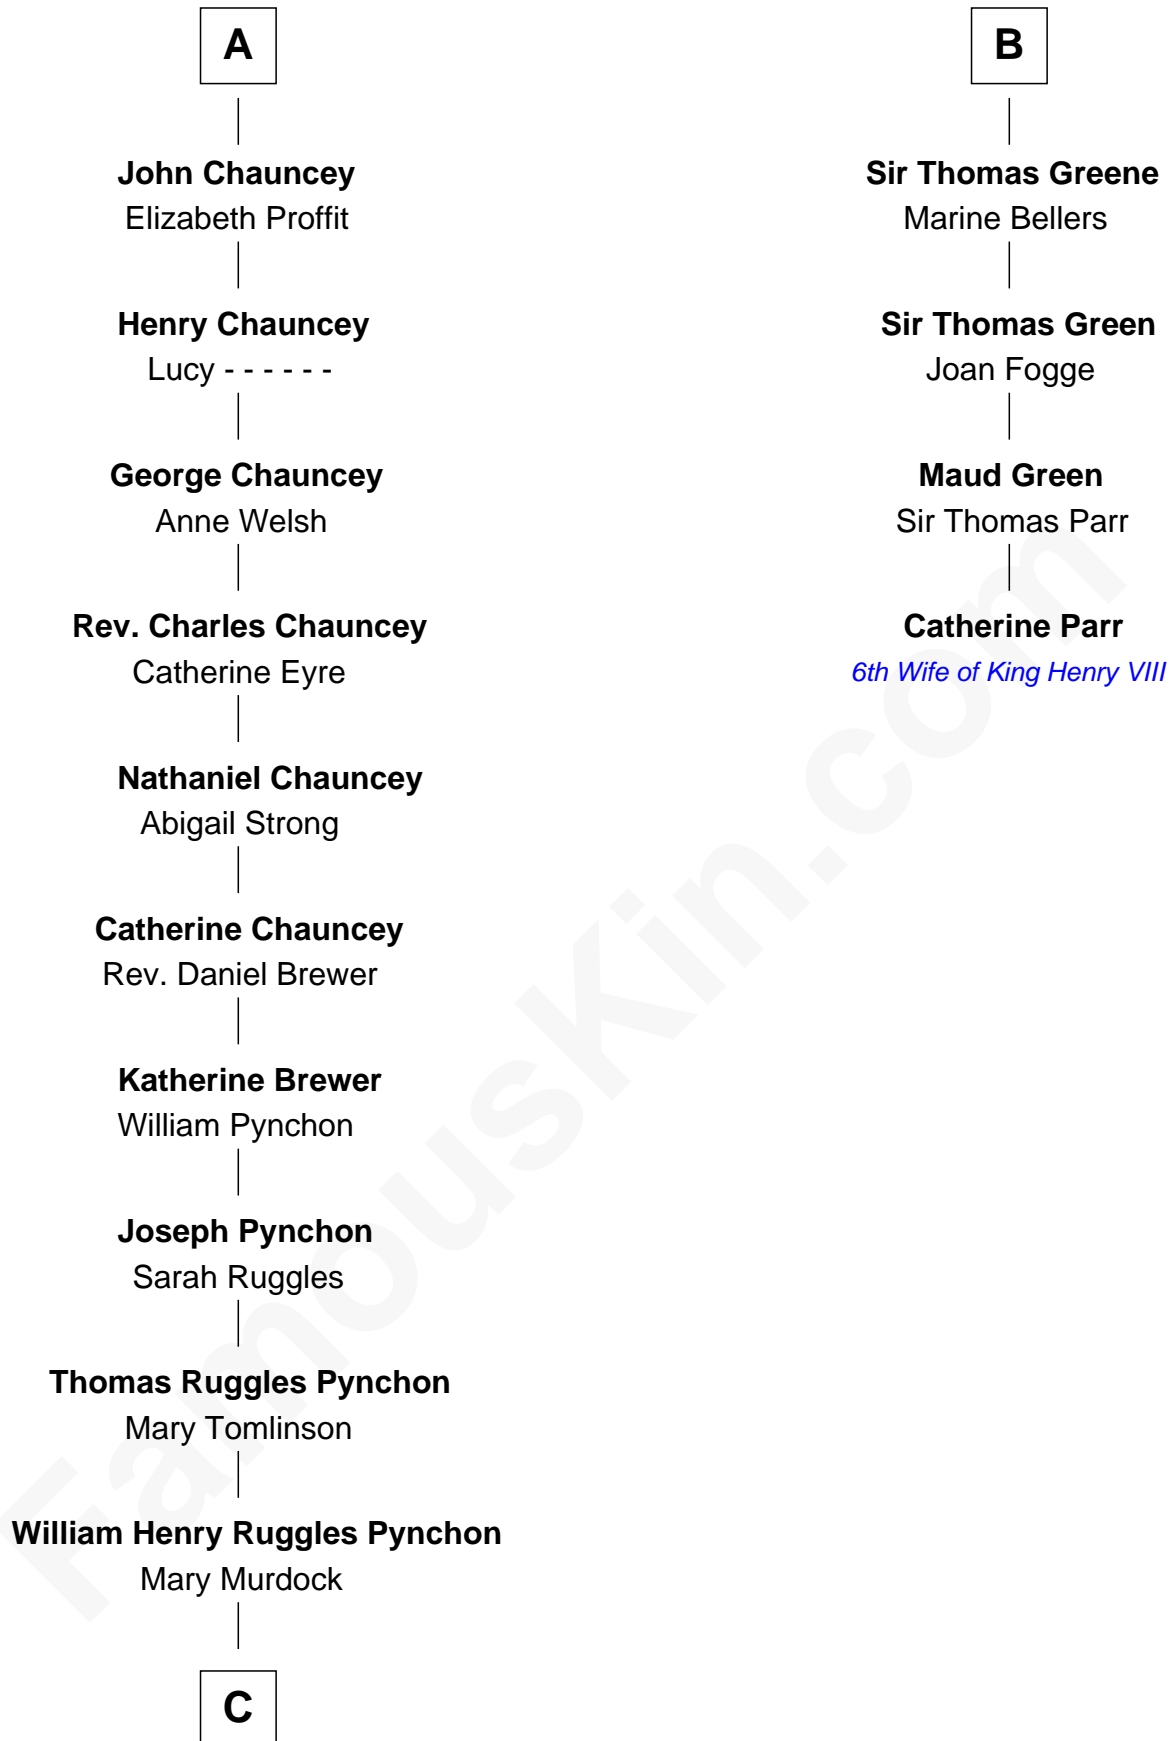 A
John Chauncey
Elizabeth Proffit
Henry Chauncey
Lucy - - - - - -
George Chauncey
Anne Welsh
Rev. Charles Chauncey
Catherine Eyre
Nathaniel Chauncey
Abigail Strong
Catherine Chauncey
Rev. Daniel Brewer
Katherine Brewer
William Pynchon
Joseph Pynchon
Sarah Ruggles
Thomas Ruggles Pynchon
Mary Tomlinson
William Henry Ruggles Pynchon
Mary Murdock
C
B
Sir Thomas Greene
Marine Bellers
Sir Thomas Green
Joan Fogge
Maud Green
Sir Thomas Parr
Catherine Parr
6th Wife of King Henry VIII
FamousKin.com